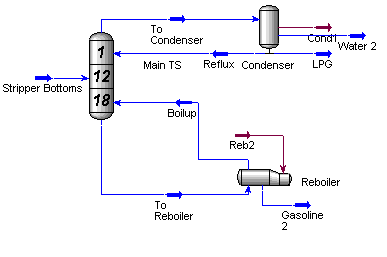 To
Condenser
Cond1
Water 2
1
Main TS
Reflux
Condenser
LPG
12
Stripper Bottoms
18
Boilup
Reb2
Reboiler
To
Reboiler
Gasoline
2